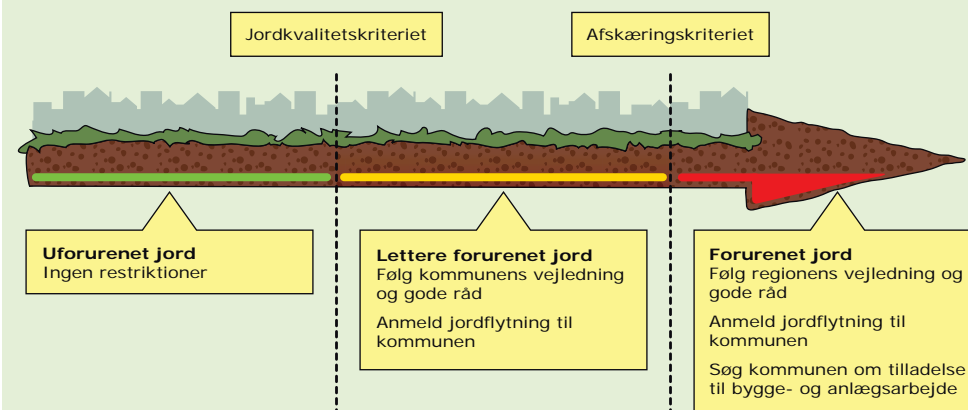 Jordkvalitetskriteriet
Afskæringskriteriet
Uforurenet jord
Ingen restriktioner
Lettere forurenet jord
Følg kommunens vejledning
og gode råd
Anmeld jordflytning til
kommunen
Forurenet jord
Følg regionens vejledning og
gode råd
Anmeld jordflytning til
kommunen
Søg kommunen om tilladelse
til bygge- og anlægsarbejde